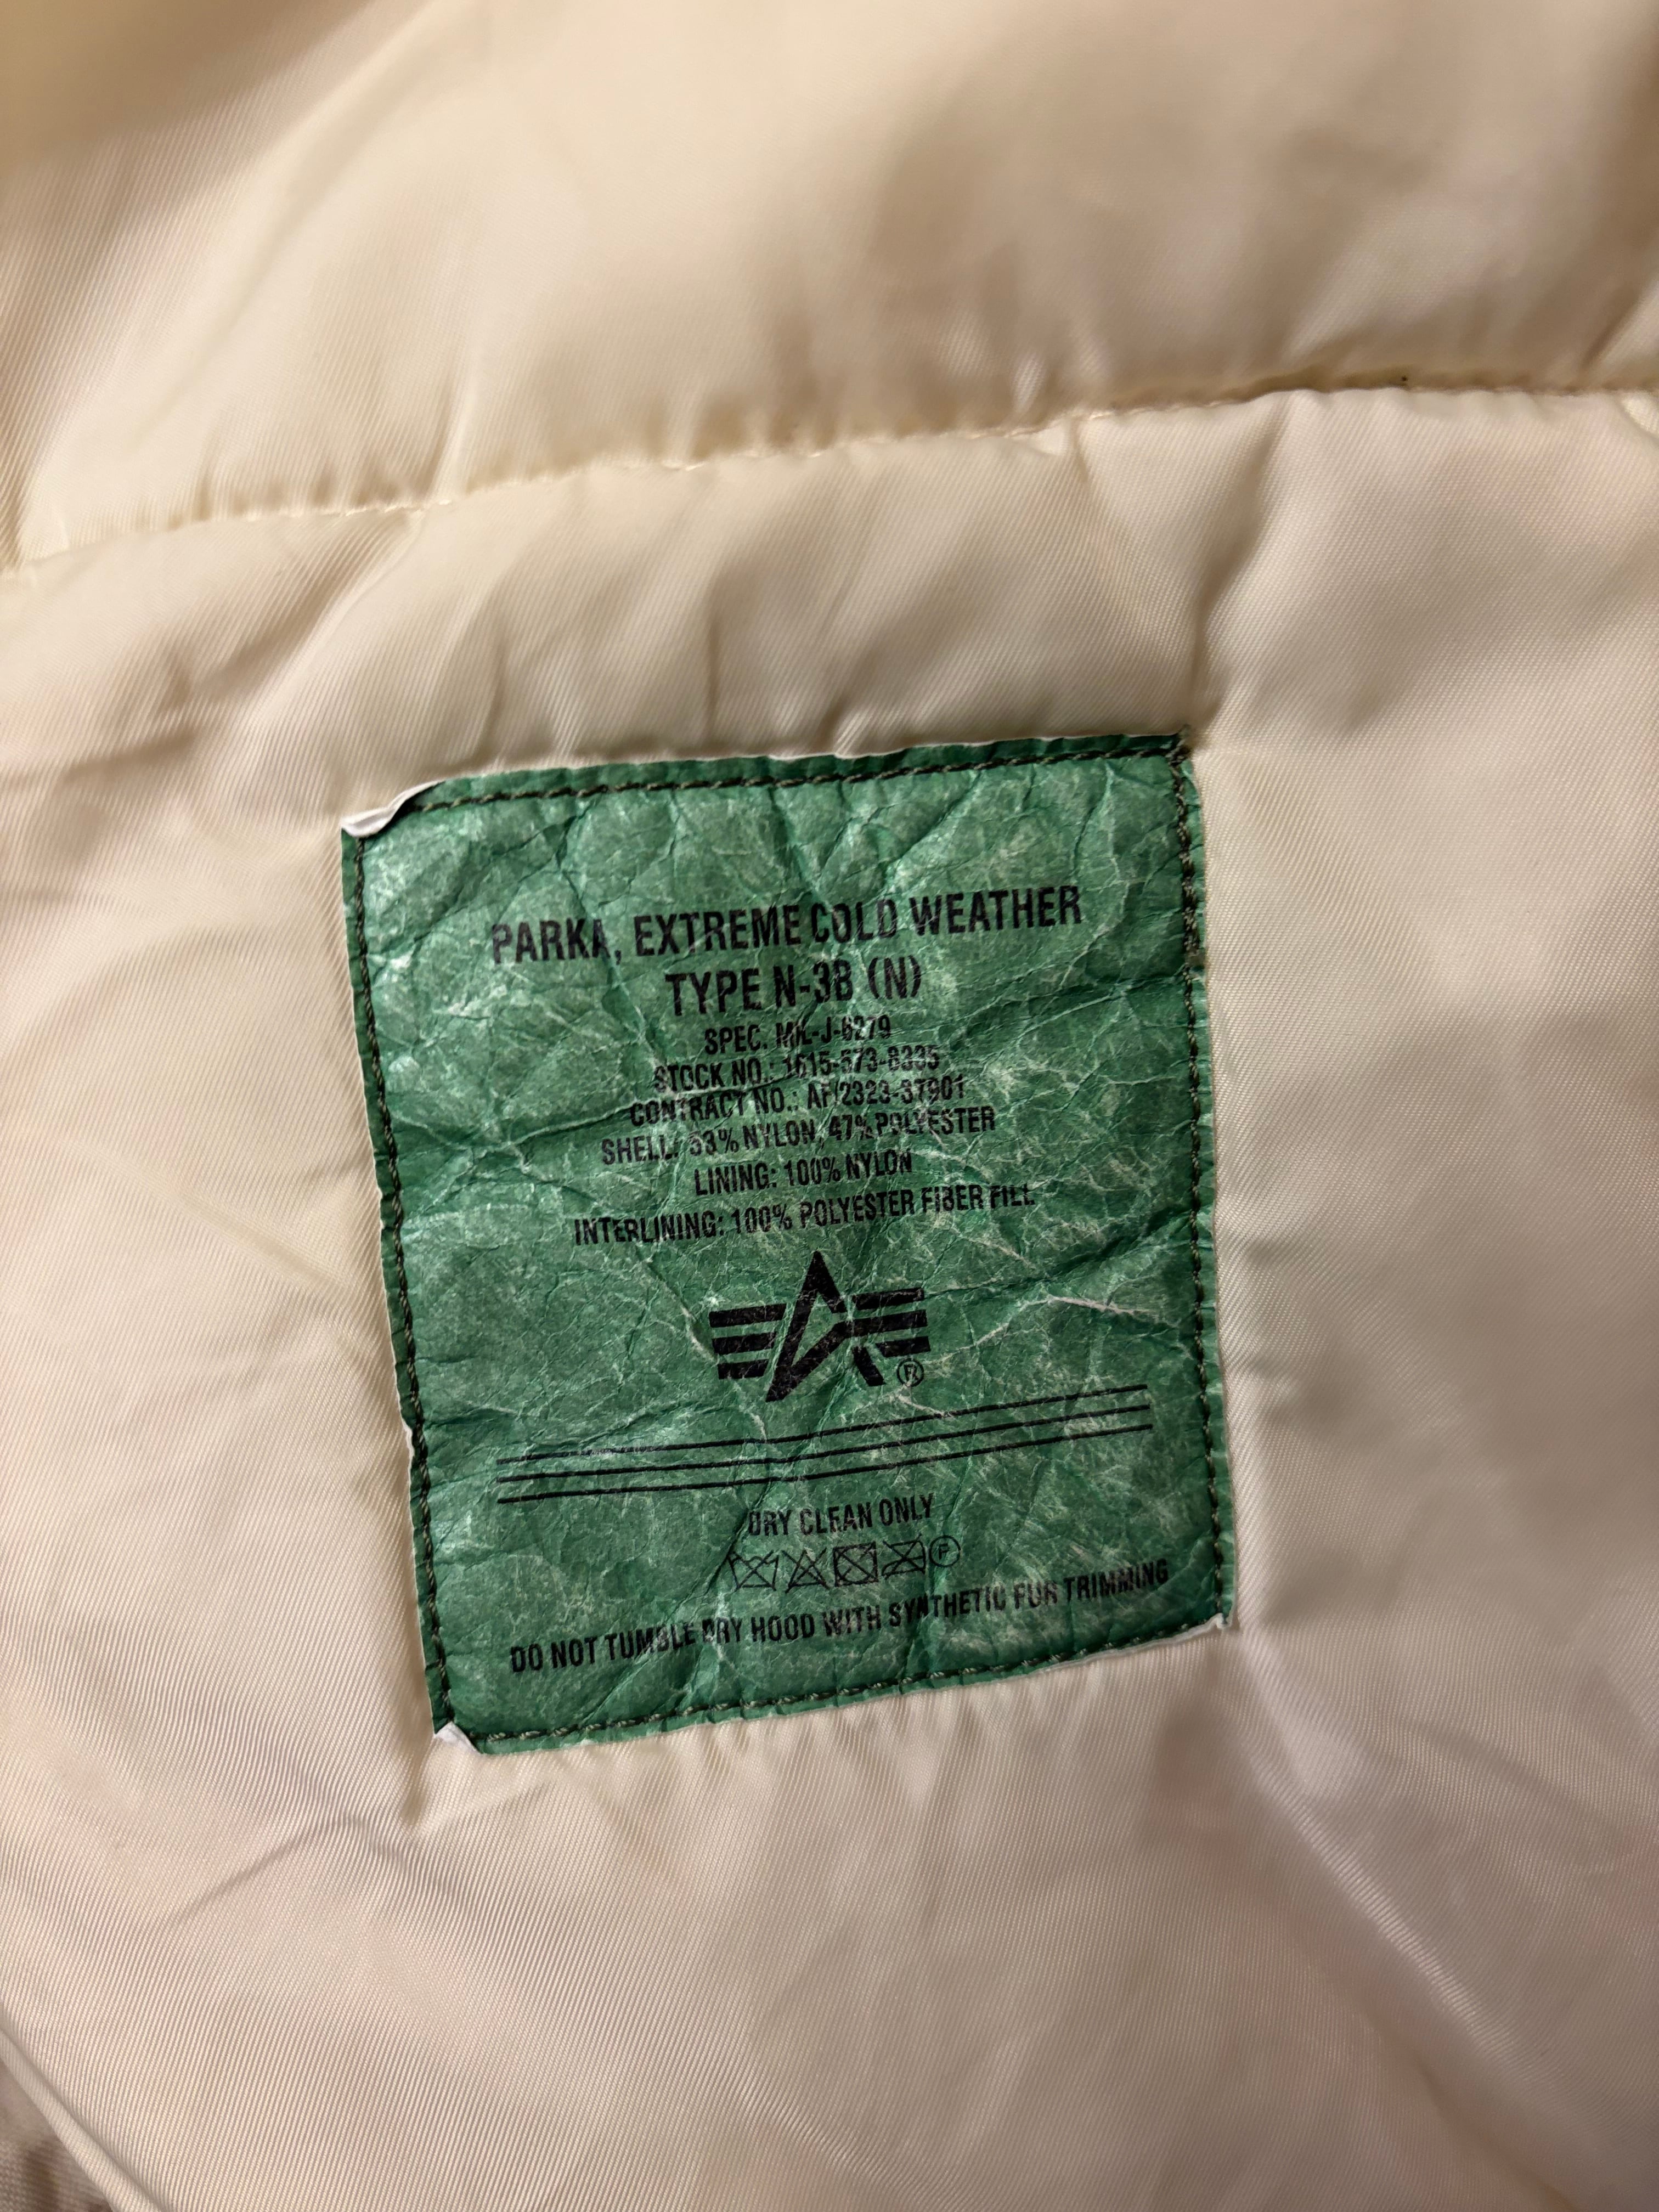 PARKA, EXTREME COLD WEATHER
TYPE N-3B (N)
SPEC. MIL-J-6279
STOCK NO.: 1615-573-8335
CONTRACT NO.: AF/2323-37901
SHELL: 53% NYLON, 47% POLYESTER
LINING: 100% NYLON
INTERLINING: 100% POLYESTER FIBER FILL
®
DRY CLEAN ONLY
P
DO NOT TUMBLE DRY HOOD WITH SYNTHETIC FUR TRIMMING